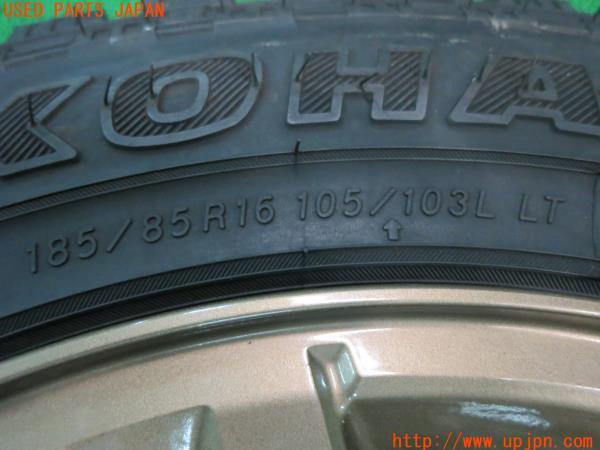 USED PARTS JAPAN
KOHA
185/85R16 105/103L LT
http://www.upjpn.com